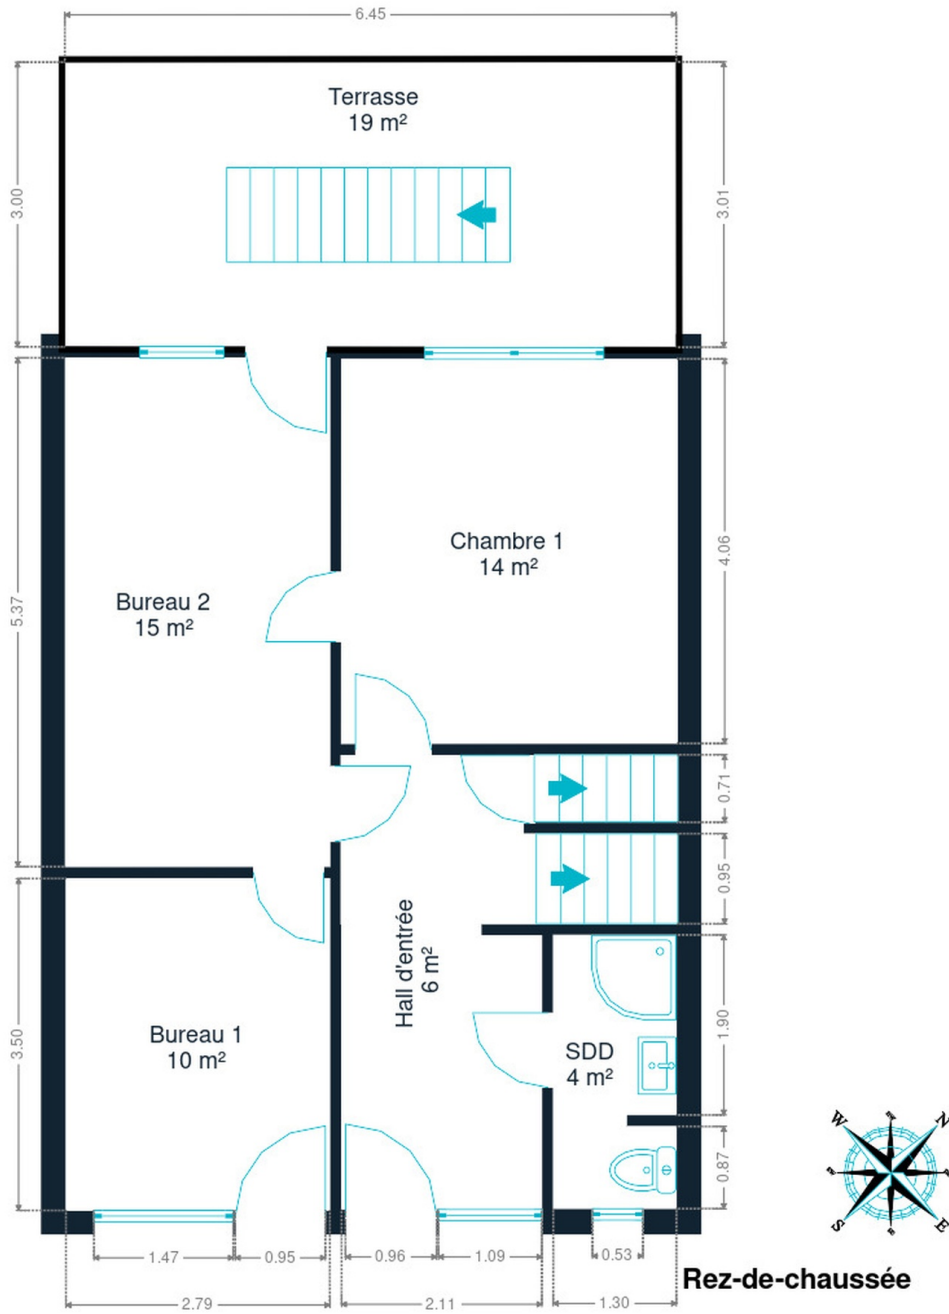 6.45
Terrasse
19 m²
3.00
3.01
Chambre 1
14 m²
4.06
Bureau 2
15 m²
5.37
0.71
0.95
Hall d'entrée
6 m²
Bureau 1
10 m²
3.50
SDD
4 m²
1.90
0.87
W
N
S
E
1.47
0.95
0.96
1.09
0.53
Rez-de-chaussée
2.79
2.11
1.30